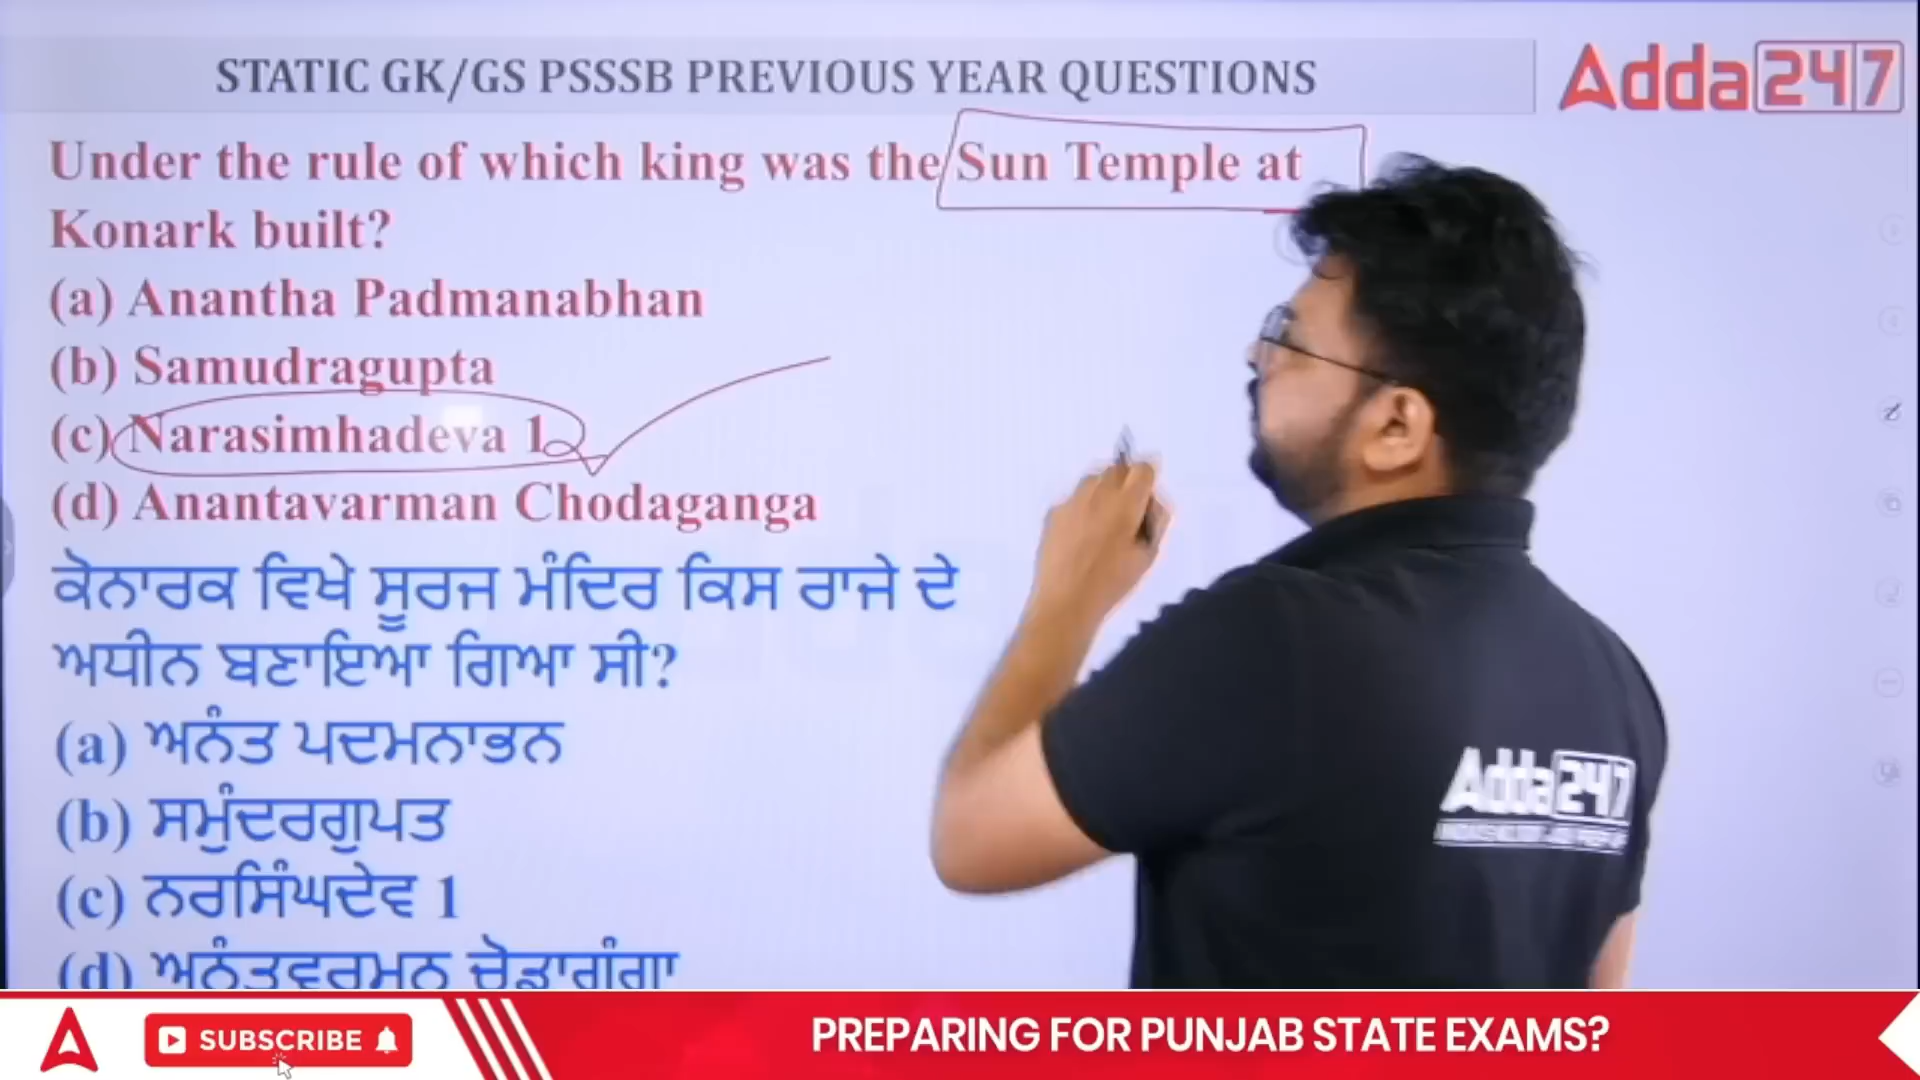 STATIC GK/GS PSSSB PREVIOUS YEAR QUESTIONS
Adda247
Under the rule of which king was the Sun Temple at
Konark built?
(a) Anantha Padmanabhan
(b) Samudragupta
(c) Narasimhadeva 1
(d) Anantavarman Chodaganga
ਕੋਨਾਰਕ ਵਿਖੇ ਸੂਰਜ ਮੰਦਿਰ ਕਿਸ ਰਾਜੇ ਦੇ
ਅਧੀਨ ਬਣਾਇਆ ਗਿਆ ਸੀ?
(a) ਅਨੰਤ ਪਦਮਨਾਭਨ
(b) ਸਮੁੰਦਰਗੁਪਤ
(c) ਨਰਸਿੰਘਦੇਵ 1
(d) ਅਨੰਤਵਰਮਨ ਚੋਡਾਗੰਗਾ
Adda247
SUBSCRIBE
PREPARING FOR PUNJAB STATE EXAMS?